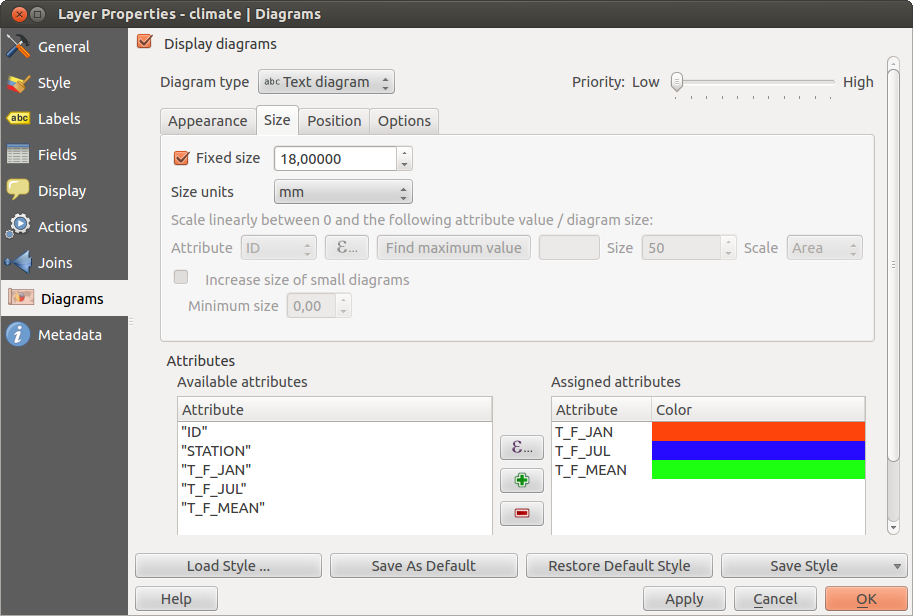 Layer Properties - climate | Diagrams
General
Style
abc Labels
Fields
Display
Actions
Joins
Diagrams
i Metadata
Display diagrams
Diagram type abc Text diagram Priority: Low High
Appearance Size Position Options
Fixed size 18,00000
Size units mm
Scale linearly between 0 and the following attribute value / diagram size:
Attribute ID ε... Find maximum value Size 50 Scale Area
Increase size of small diagrams
Minimum size 0,00
Attributes
Available attributes
Attribute
"ID"
"STATION"
"T_F_JAN"
"T_F_JUL"
"T_F_MEAN"
ε...
Assigned attributes
Attribute Color
T_F_JAN
T_F_JUL
T_F_MEAN
Load Style ... Save As Default Restore Default Style Save Style
Help Apply Cancel OK